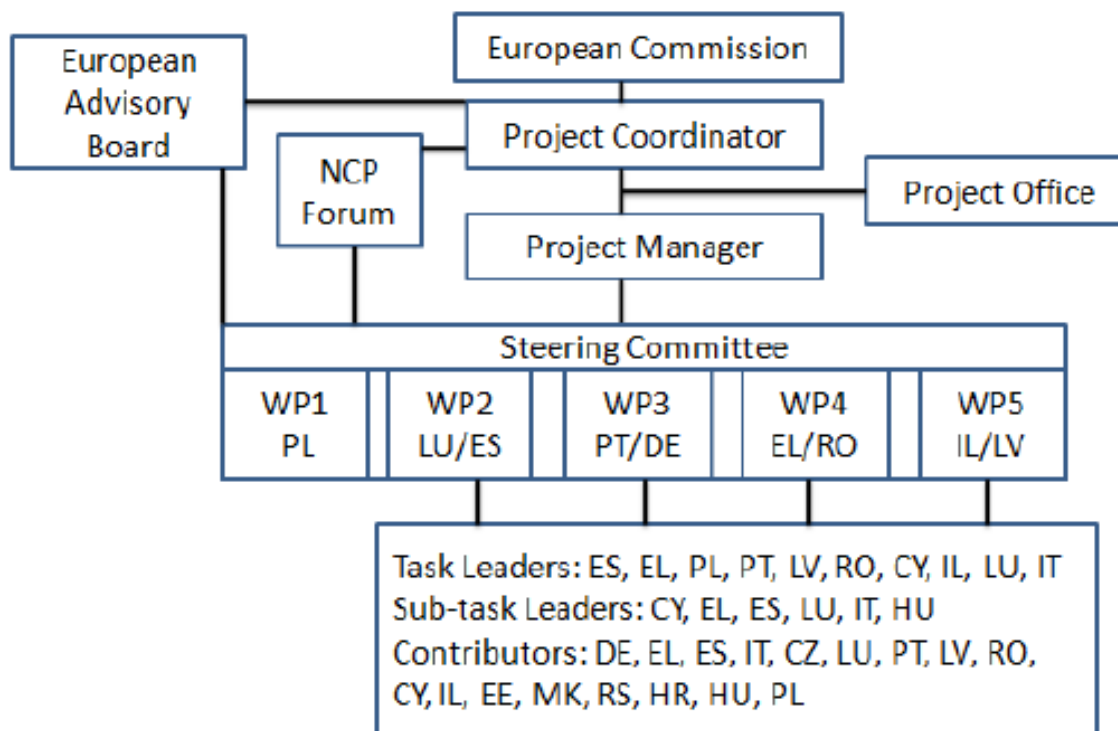 European Commission
European
Advisory
Board
Project Coordinator
NCP
Forum
Project Office
Project Manager
Steering Committee
WP1
PL
WP2
LU/ES
WP3
PT/DE
WP4
EL/RO
WP5
IL/LV
Task Leaders: ES, EL, PL, PT, LV, RO, CY, IL, LU, IT
Sub-task Leaders: CY, EL, ES, LU, IT, HU
Contributors: DE, EL, ES, IT, CZ, LU, PT, LV, RO,
CY, IL, EE, MK, RS, HR, HU, PL